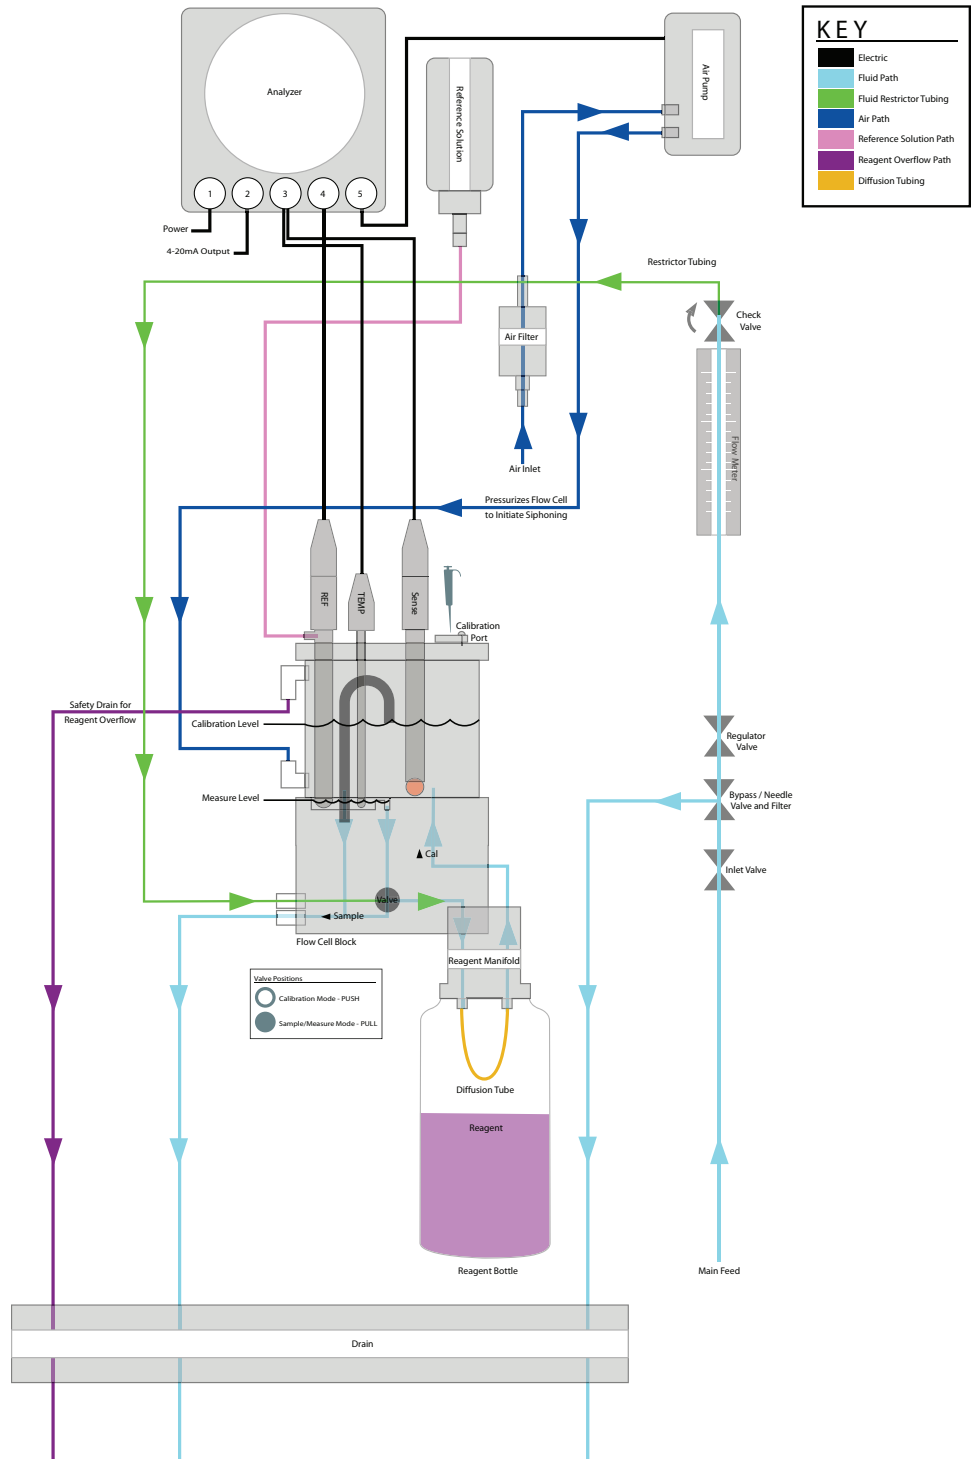 KEY
Electric
Fluid Path
Fluid Restrictor Tubing
Air Path
Reference Solution Path
Reagent Overflow Path
Diffusion Tubing
Analyzer
1
2
3
4
5
Power
4-20mA Output
Reference Solution
Air Pump
Restrictor Tubing
Check
Valve
Air Filter
Flow Meter
Air Inlet
Pressurizes Flow Cell
to Initiate Siphoning
REF
TEMP
Sense
Calibration
Port
Safety Drain for
Reagent Overflow
Calibration Level
Regulator
Valve
Measure Level
Bypass / Needle
Valve and Filter
Cal
Inlet Valve
Valve
Sample
Flow Cell Block
Reagent Manifold
Valve Positions
Calibration Mode - PUSH
Sample/Measure Mode - PULL
Diffusion Tube
Reagent
Reagent Bottle
Main Feed
Drain